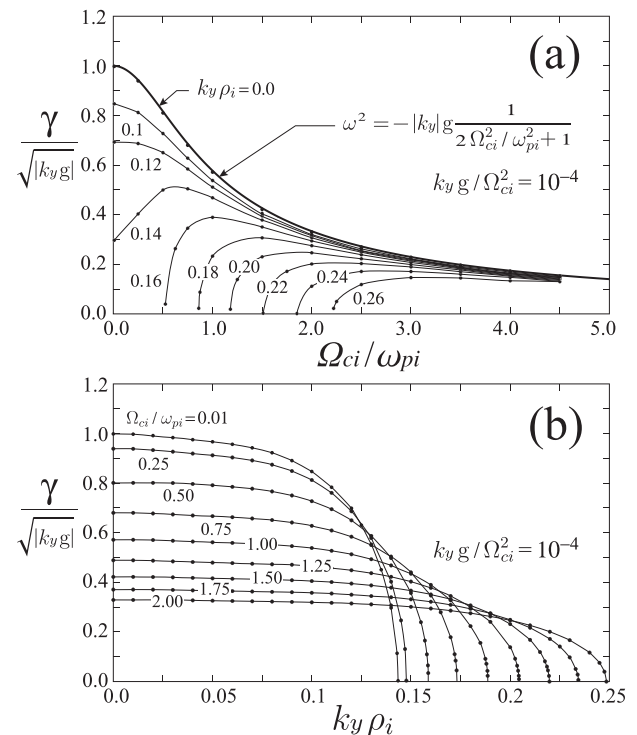 1.2
(a)
1.0
k_y ρ_i = 0.0
0.8
γ / √|k_y g|
0.1
ω² = −|k_y| g 1 / (2 Ω_ci² / ω_pi² + 1)
0.12
0.6
k_y g / Ω_ci² = 10⁻⁴
0.4
0.14
0.16
0.18
0.20
0.22
0.24
0.26
0.2
0.0
0.0 1.0 2.0 3.0 4.0 5.0
Ω_ci / ω_pi
1.2
(b)
Ω_ci / ω_pi = 0.01
1.0
0.25
0.8
γ / √|k_y g|
0.50
0.6
0.75
1.00
k_y g / Ω_ci² = 10⁻⁴
1.25
0.4
1.50
1.75
2.00
0.2
0.0
0.0 0.05 0.1 0.15 0.2 0.25
k_y ρ_i